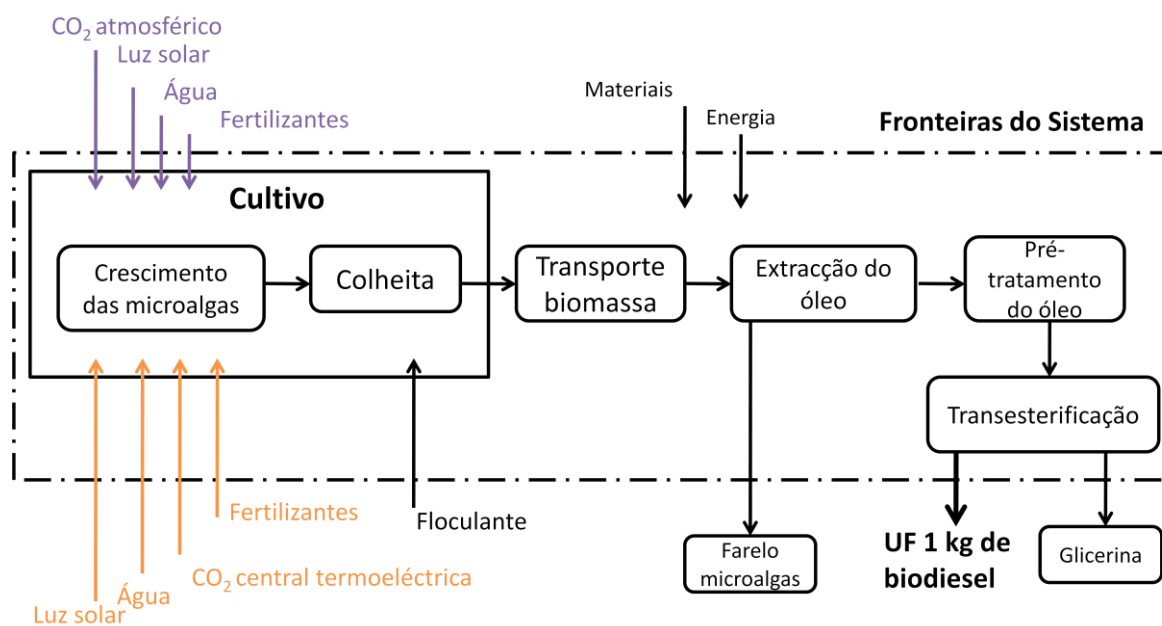 CO₂ atmosférico
Luz solar
Água
Fertilizantes
Materiais
Energia
Fronteiras do Sistema
Cultivo
Crescimento
das microalgas
Colheita
Transporte
biomassa
Extracção do
óleo
Pré-
tratamento
do óleo
Transesterificação
Fertilizantes
CO₂ central termoeléctrica
Água
Luz solar
Floculante
Farelo
microalgas
UF 1 kg de
biodiesel
Glicerina